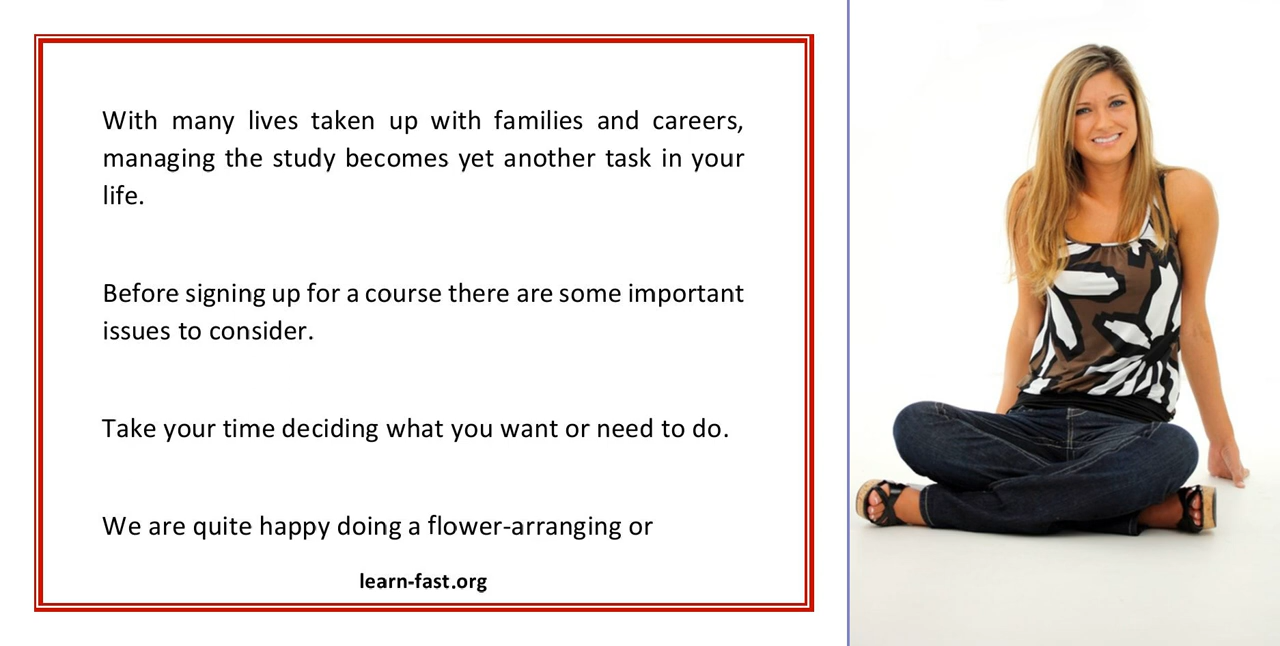 With many lives taken up with families and careers,
managing the study becomes yet another task in your
life.
Before signing up for a course there are some important
issues to consider.
Take your time deciding what you want or need to do.
We are quite happy doing a flower-arranging or
learn-fast.org